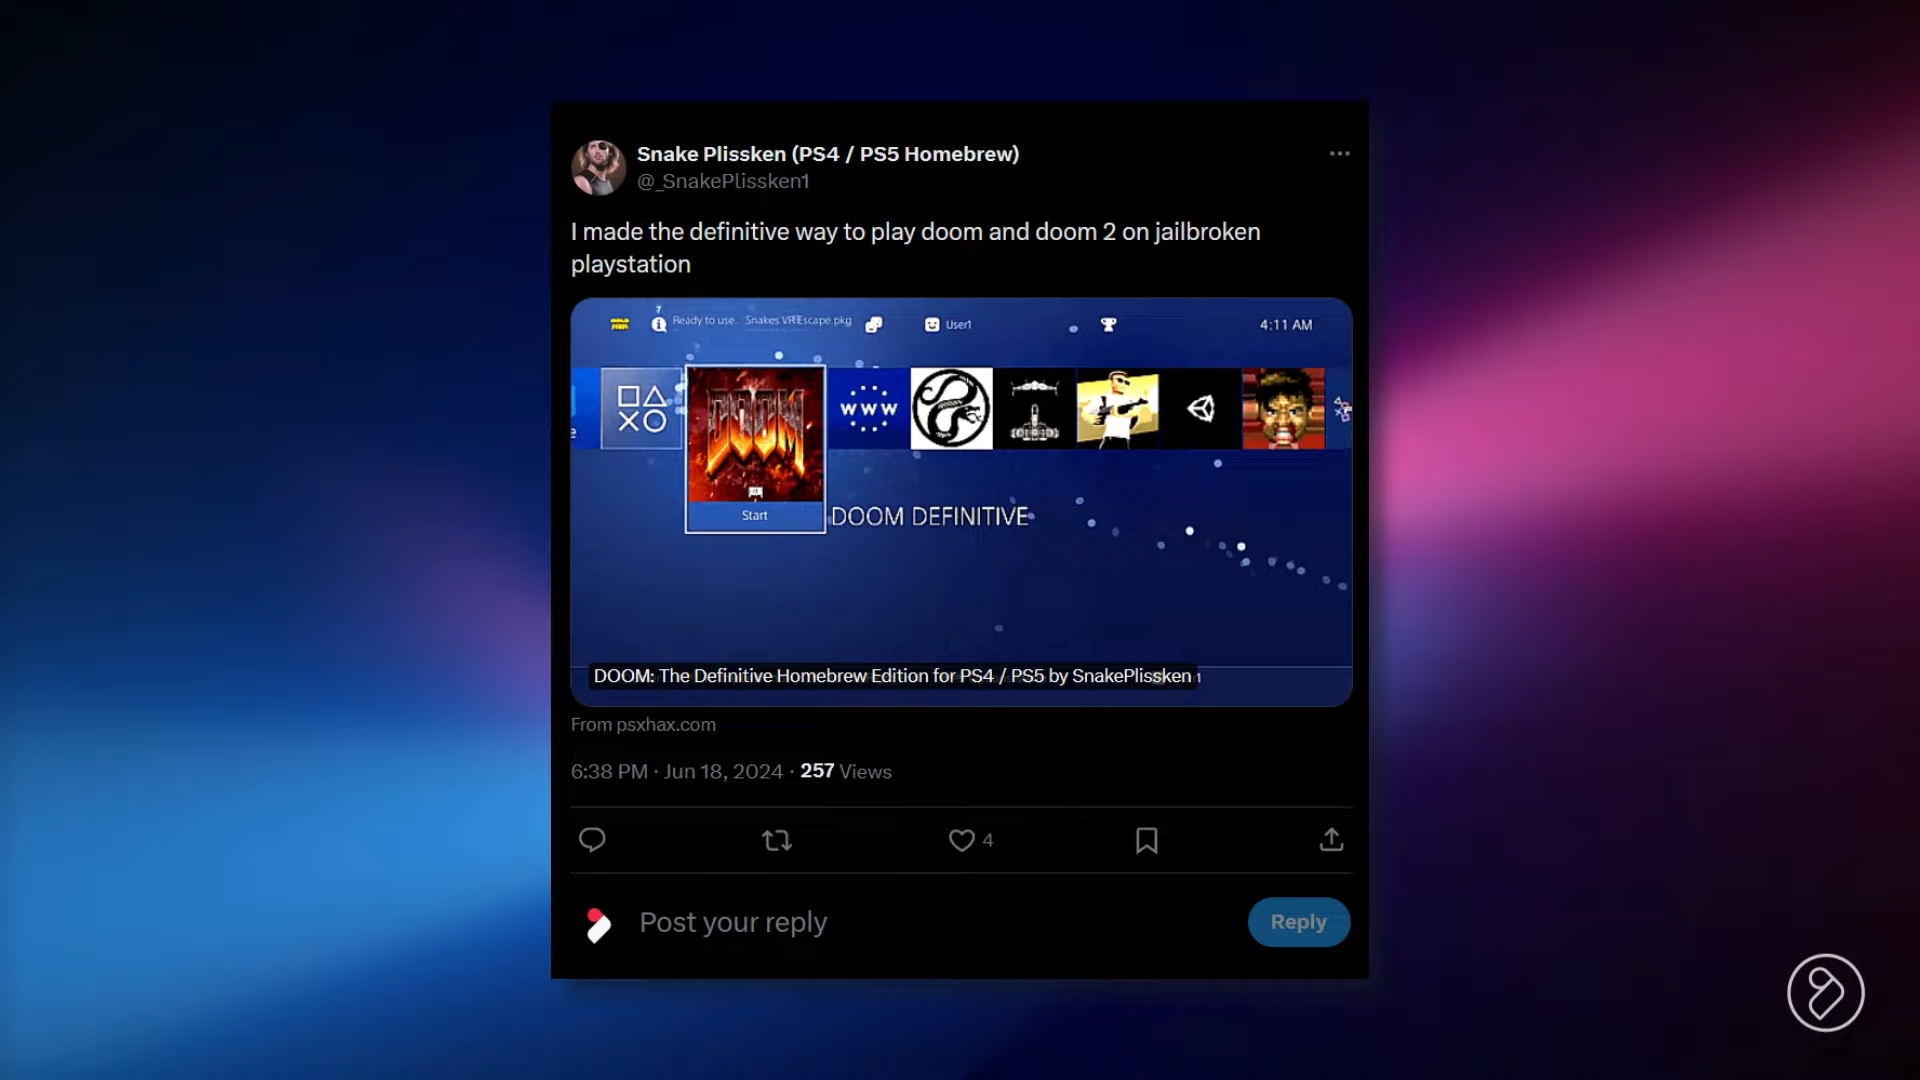 Snake Plissken (PS4 / PS5 Homebrew)
@_SnakePlissken1
I made the definitive way to play doom and doom 2 on jailbroken
playstation
7
Ready to use. Snakes VR Escape.pkg
User1
4:11 AM
DOOM
WWW
Start
DOOM DEFINITIVE
DOOM: The Definitive Homebrew Edition for PS4 / PS5 by SnakePlissken
From psxhax.com
6:38 PM · Jun 18, 2024 · 257 Views
4
Post your reply
Reply